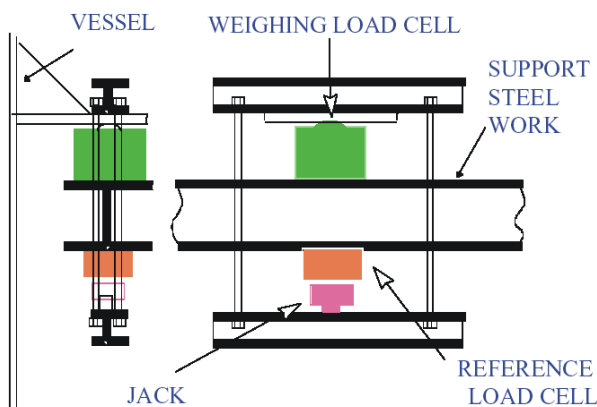 VESSEL
WEIGHING LOAD CELL
SUPPORT
STEEL
WORK
JACK
REFERENCE
LOAD CELL